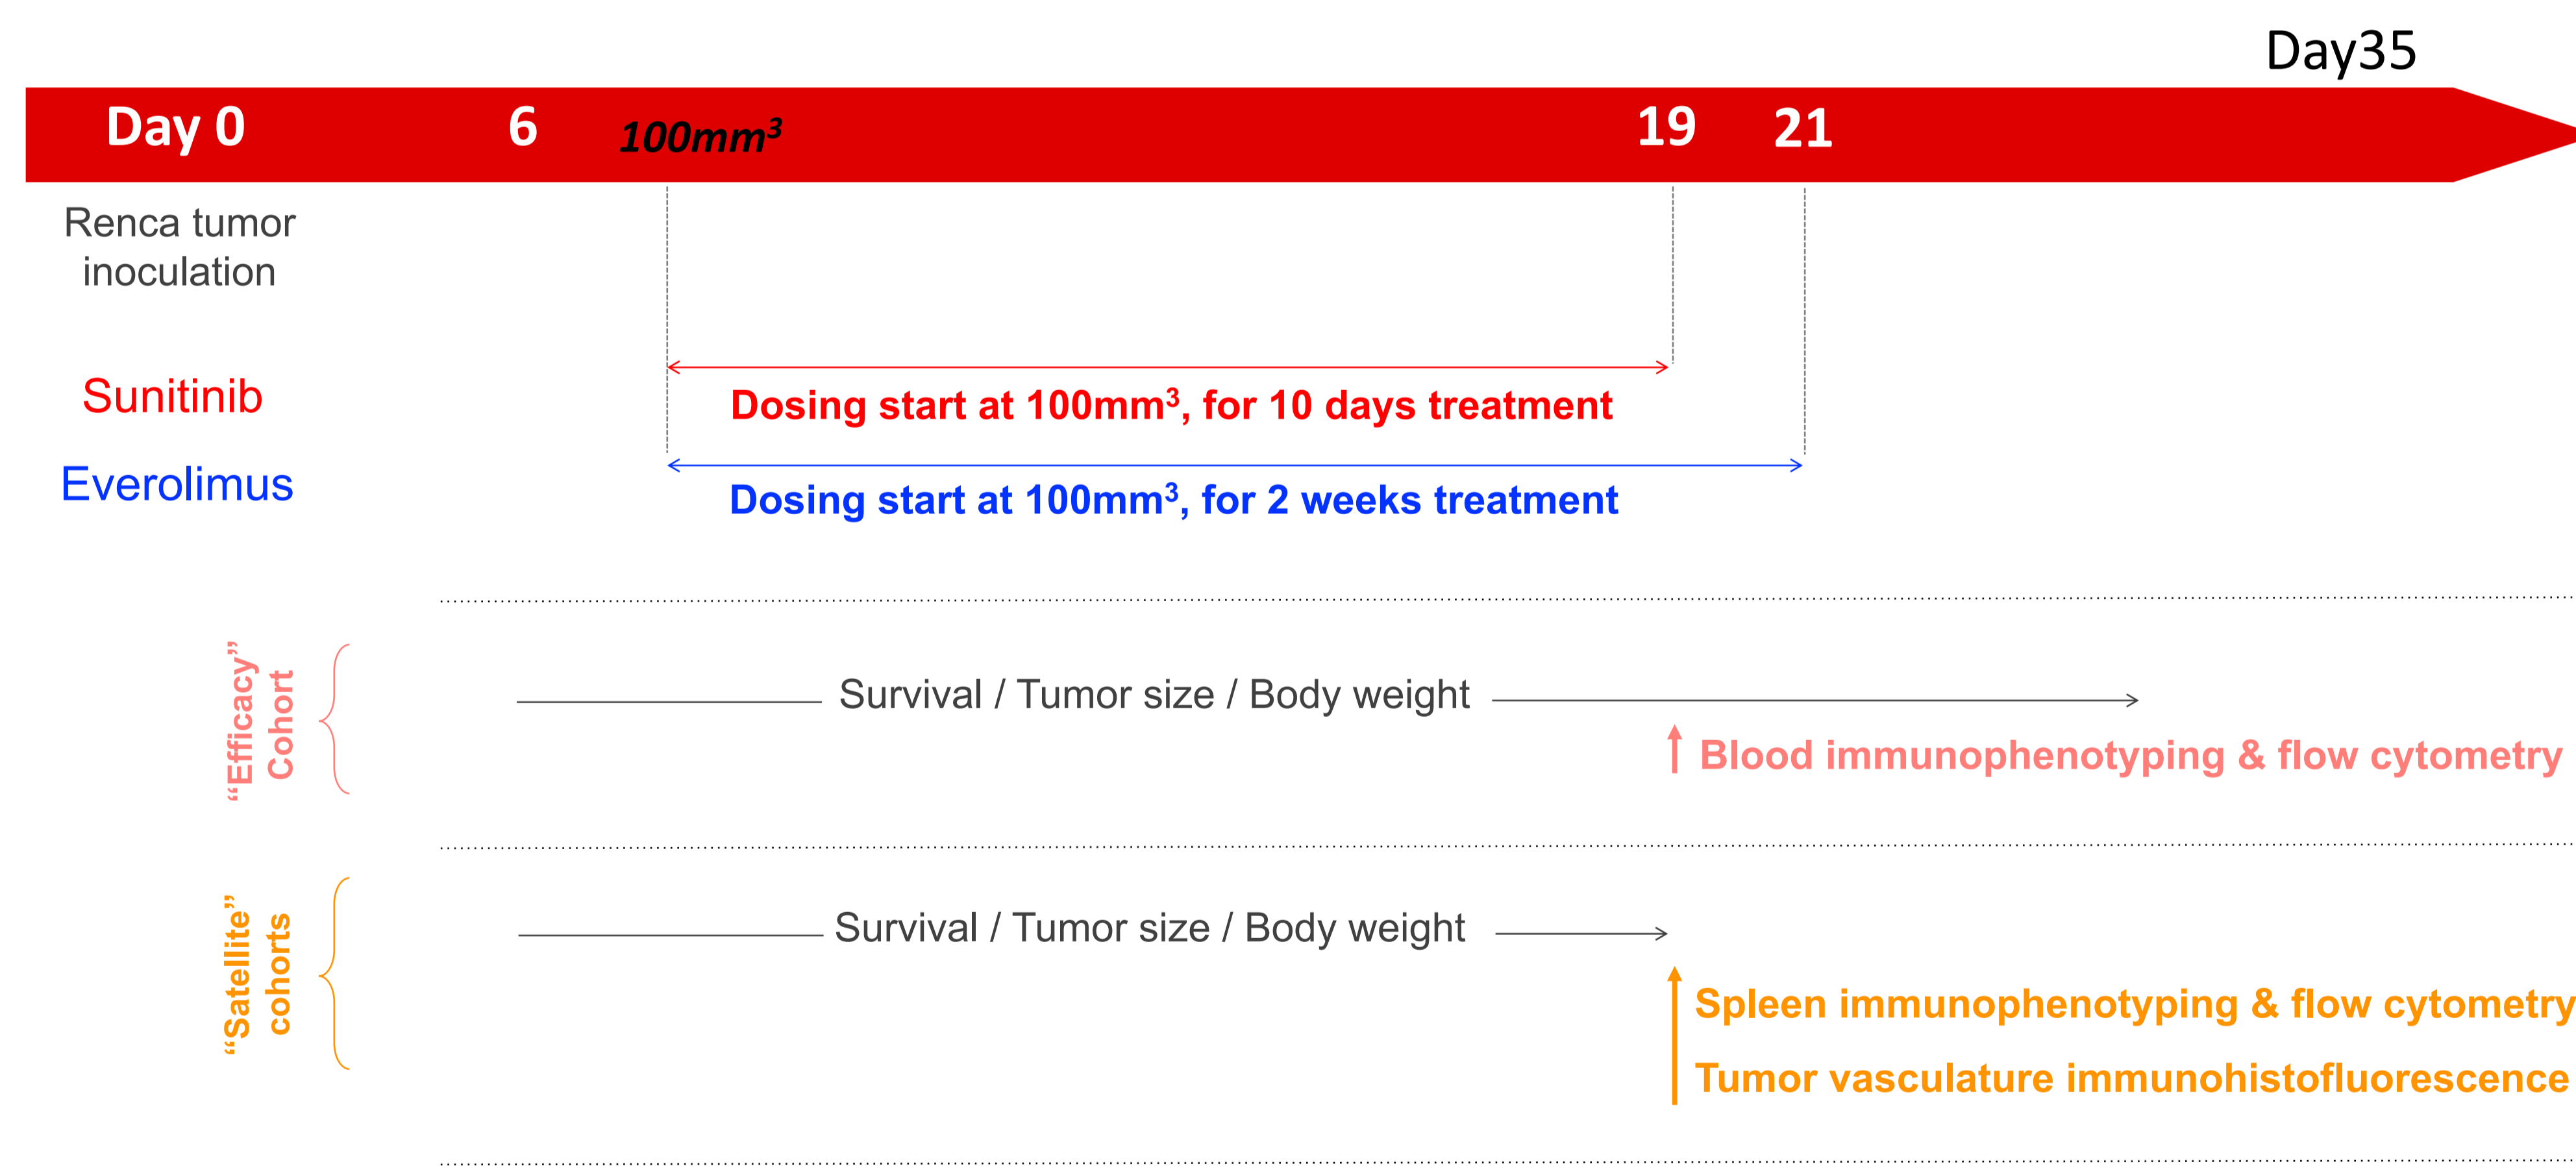 Day35
Day 0 6 100mm³ 19 21
Renca tumor
inoculation
Sunitinib
Dosing start at 100mm³, for 10 days treatment
Everolimus
Dosing start at 100mm³, for 2 weeks treatment
“Efficacy”
Cohort
Survival / Tumor size / Body weight
Blood immunophenotyping & flow cytometry
“Satellite”
cohorts
Survival / Tumor size / Body weight
Spleen immunophenotyping & flow cytometry
Tumor vasculature immunohistofluorescence